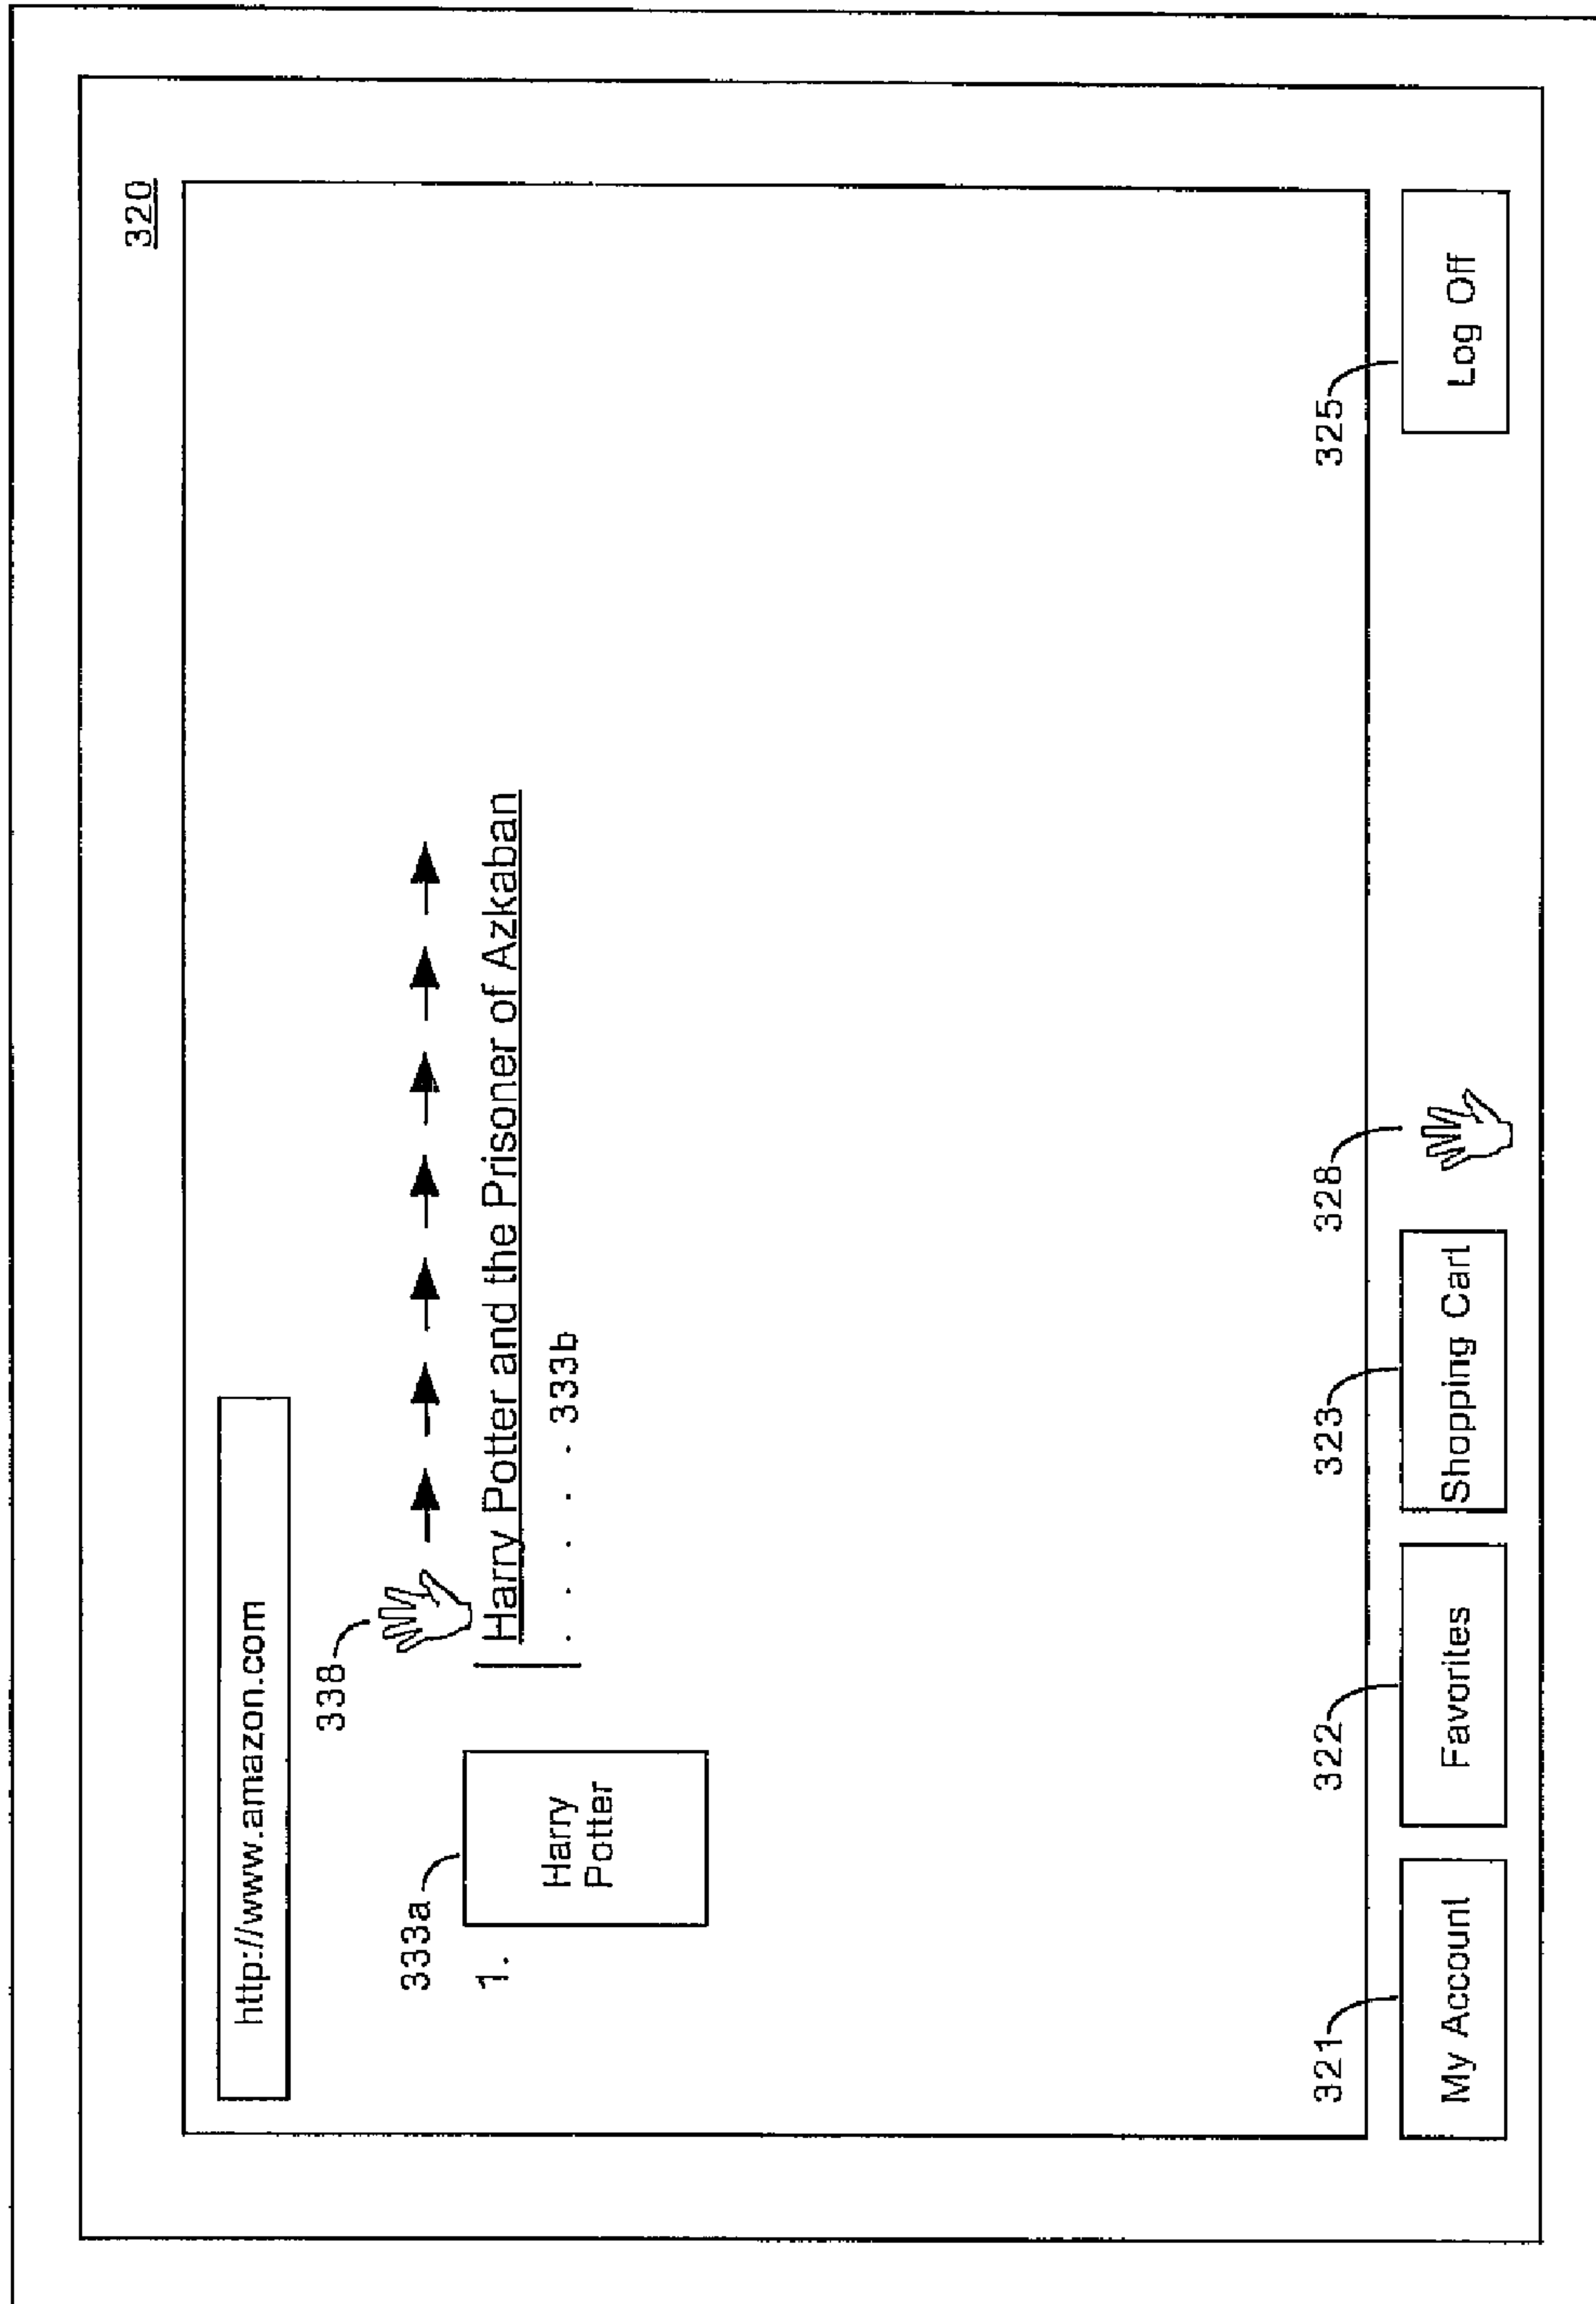 320
http://www.amazon.com
338
333a
1.
Harry
Potter
Harry Potter and the Prisoner of Azkaban
. . . . . 333b
321
322
323
328
325
My Account
Favorites
Shopping Cart
Log Off